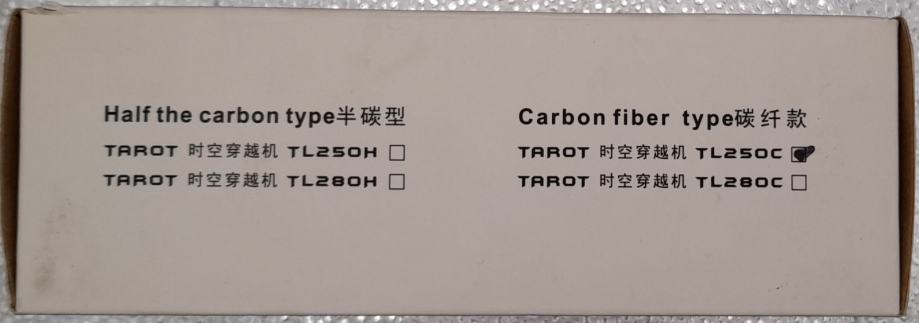 Half the carbon type半碳型
TAROT 时空穿越机 TL250H
TAROT 时空穿越机 TL280H
Carbon fiber type碳纤款
TAROT 时空穿越机 TL250C
TAROT 时空穿越机 TL280C